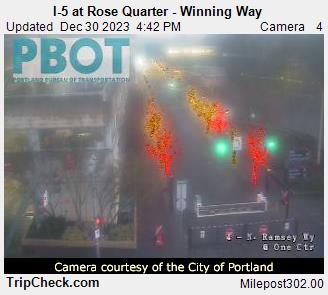 I-5 at Rose Quarter - Winning Way
Updated Dec 30 2023 4:42 PM Camera 4
PBOT
PORTLAND BUREAU OF TRANSPORTATION
4 - N. Ramsey Wy
@ One Ctr
Camera courtesy of the City of Portland
TripCheck.com Milepost302.00